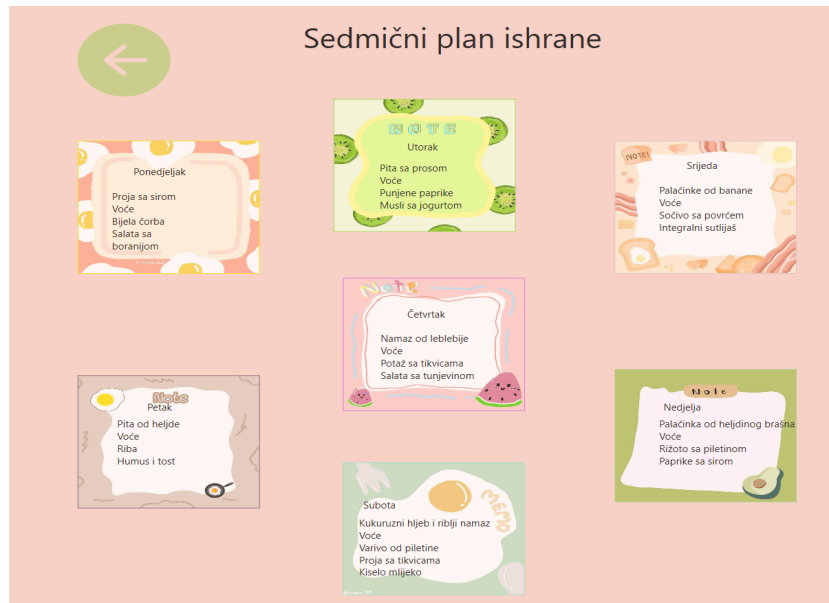 Sedmični plan ishrane
Ponedjeljak
Proja sa sirom
Voće
Bijela čorba
Salata sa
boranijom
NOTE
Utorak
Pita sa prosom
Voće
Punjene paprike
Musli sa jogurtom
NOTE!
Srijeda
Palačinke od banane
Voće
Sočivo sa povrćem
Integralni sutlijaš
Note
Četvrtak
Namaz od leblebije
Voće
Potaž sa tikvicama
Salata sa tunjevinom
Note
Petak
Pita od heljde
Voće
Riba
Humus i tost
MEMO
Subota
Kukuruzni hljeb i riblji namaz
Voće
Varivo od piletine
Proja sa tikvicama
Kiselo mlijeko
Note
Nedjelja
Palačinka od heljdinog brašna
Voće
Rižoto sa piletinom
Paprike sa sirom